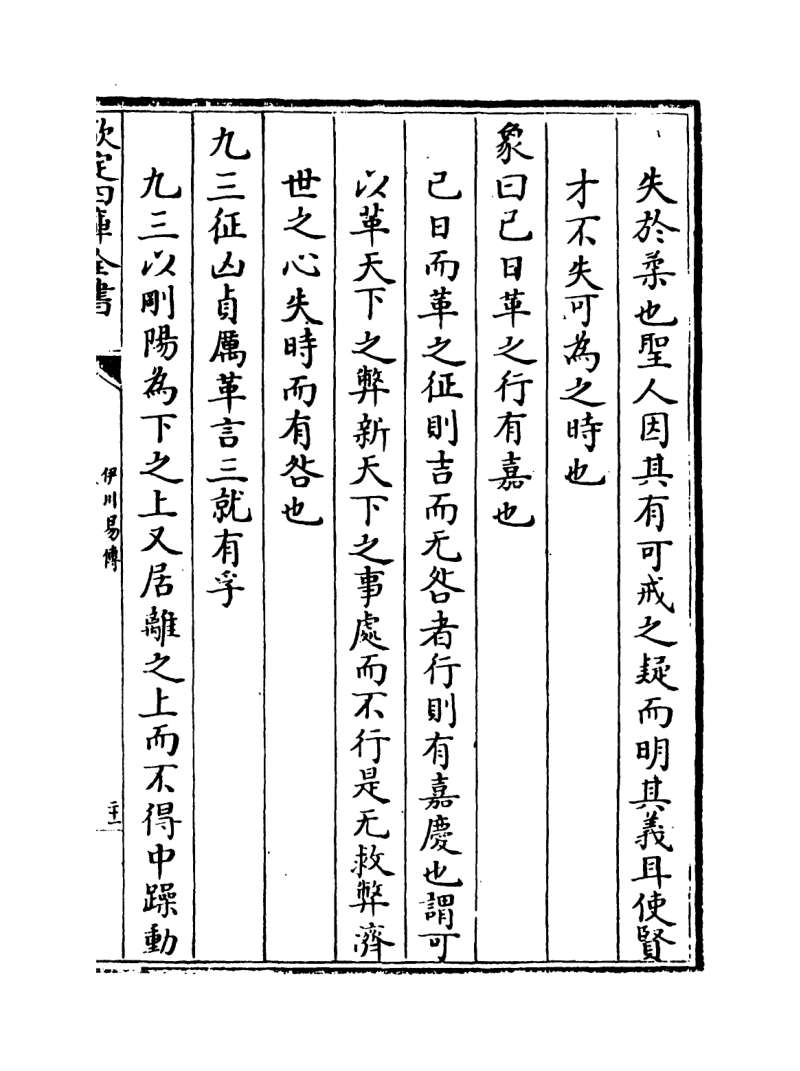 失於柔也聖人因其有可戒之疑而明其義耳使賢
才不失可為之時也
象曰已日革之行有嘉也
已日而革之征則吉而无咎者行則有嘉慶也謂可
以革天下之弊新天下之事處而不行是无救弊濟
世之心失時而有咎也
九三征凶貞厲革言三就有孚
九三以剛陽為下之上又居離之上而不得中躁動
欽定四庫全書
伊川易傳
二十一